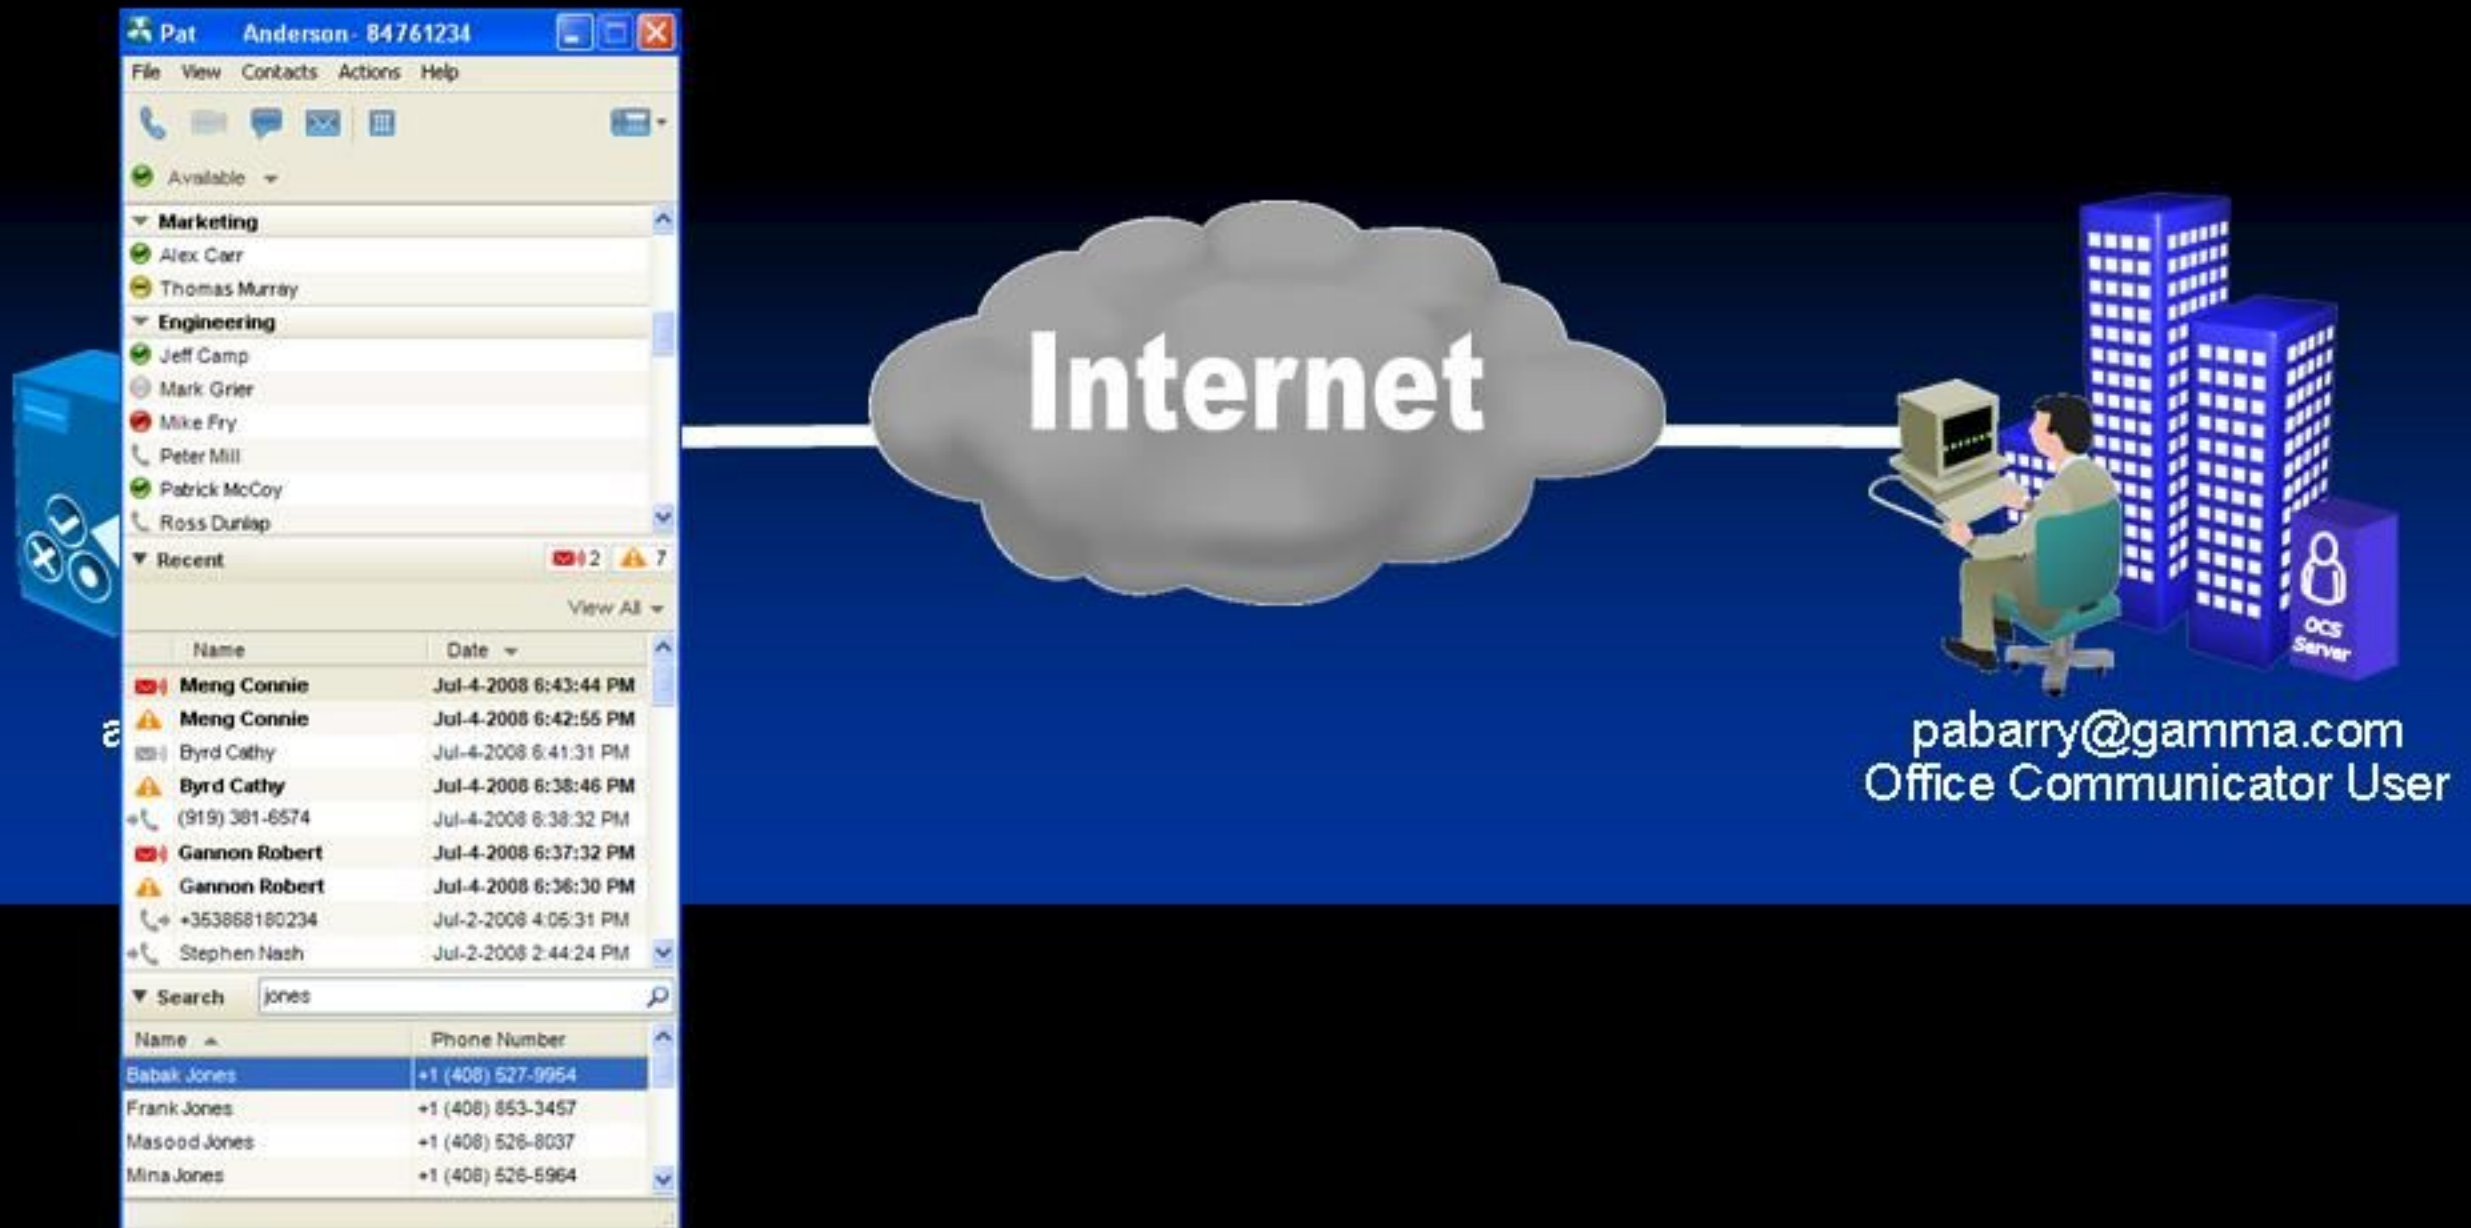 Pat Anderson- 84761234
File View Contacts Actions Help
Available
Marketing
Alex Carr
Thomas Murray
Engineering
Jeff Camp
Mark Grier
Mike Fry
Peter Mill
Patrick McCoy
Ross Dunlap
Recent 2 7
View All
Name Date
Meng Connie Jul-4-2008 6:43:44 PM
Meng Connie Jul-4-2008 6:42:55 PM
Byrd Cathy Jul-4-2008 6:41:31 PM
Byrd Cathy Jul-4-2008 6:38:46 PM
(919) 381-6574 Jul-4-2008 6:38:32 PM
Gannon Robert Jul-4-2008 6:37:32 PM
Gannon Robert Jul-4-2008 6:36:30 PM
+353868180234 Jul-2-2008 4:05:31 PM
Stephen Nash Jul-2-2008 2:44:24 PM
Search jones
Name Phone Number
Babak Jones +1 (408) 527-9954
Frank Jones +1 (408) 853-3457
Masood Jones +1 (408) 526-8037
Mina Jones +1 (408) 526-5964
a
Internet
OCS
Server
pabarry@gamma.com
Office Communicator User